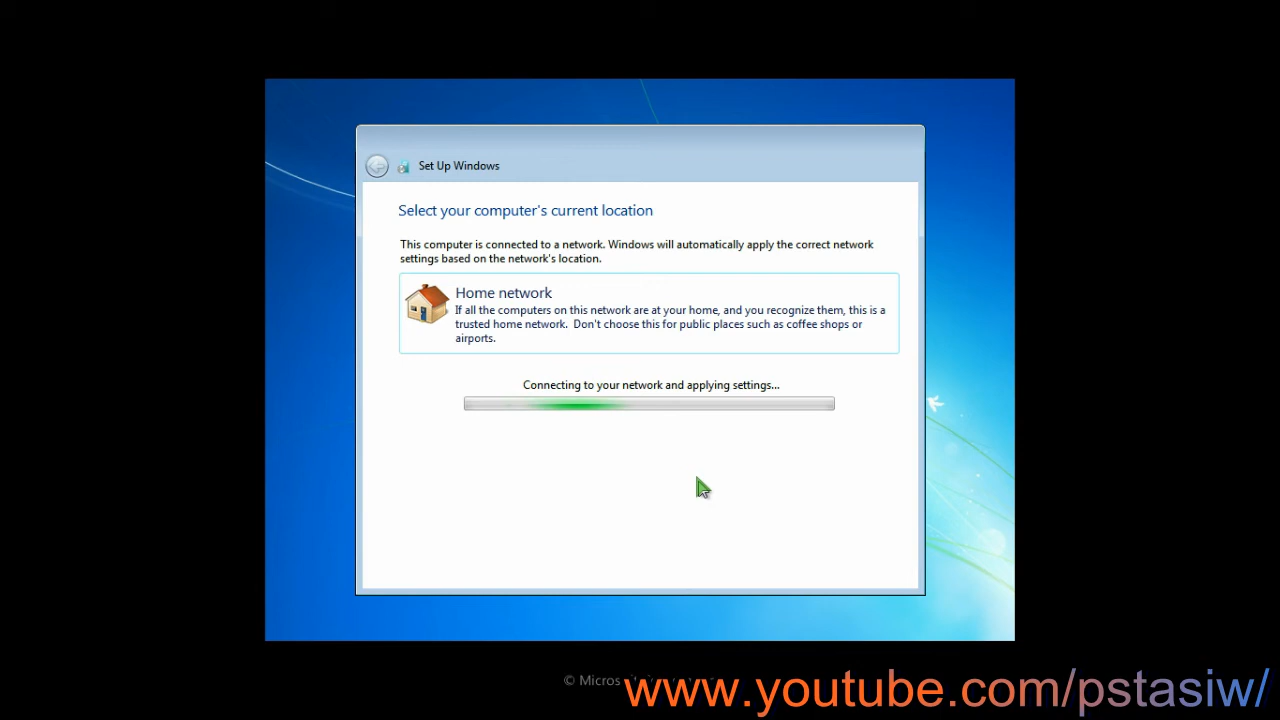 Set Up Windows
Select your computer's current location
This computer is connected to a network. Windows will automatically apply the correct network
settings based on the network's location.
Home network
If all the computers on this network are at your home, and you recognize them, this is a
trusted home network. Don't choose this for public places such as coffee shops or
airports.
Connecting to your network and applying settings...
© Micros
www.youtube.com/pstasiw/